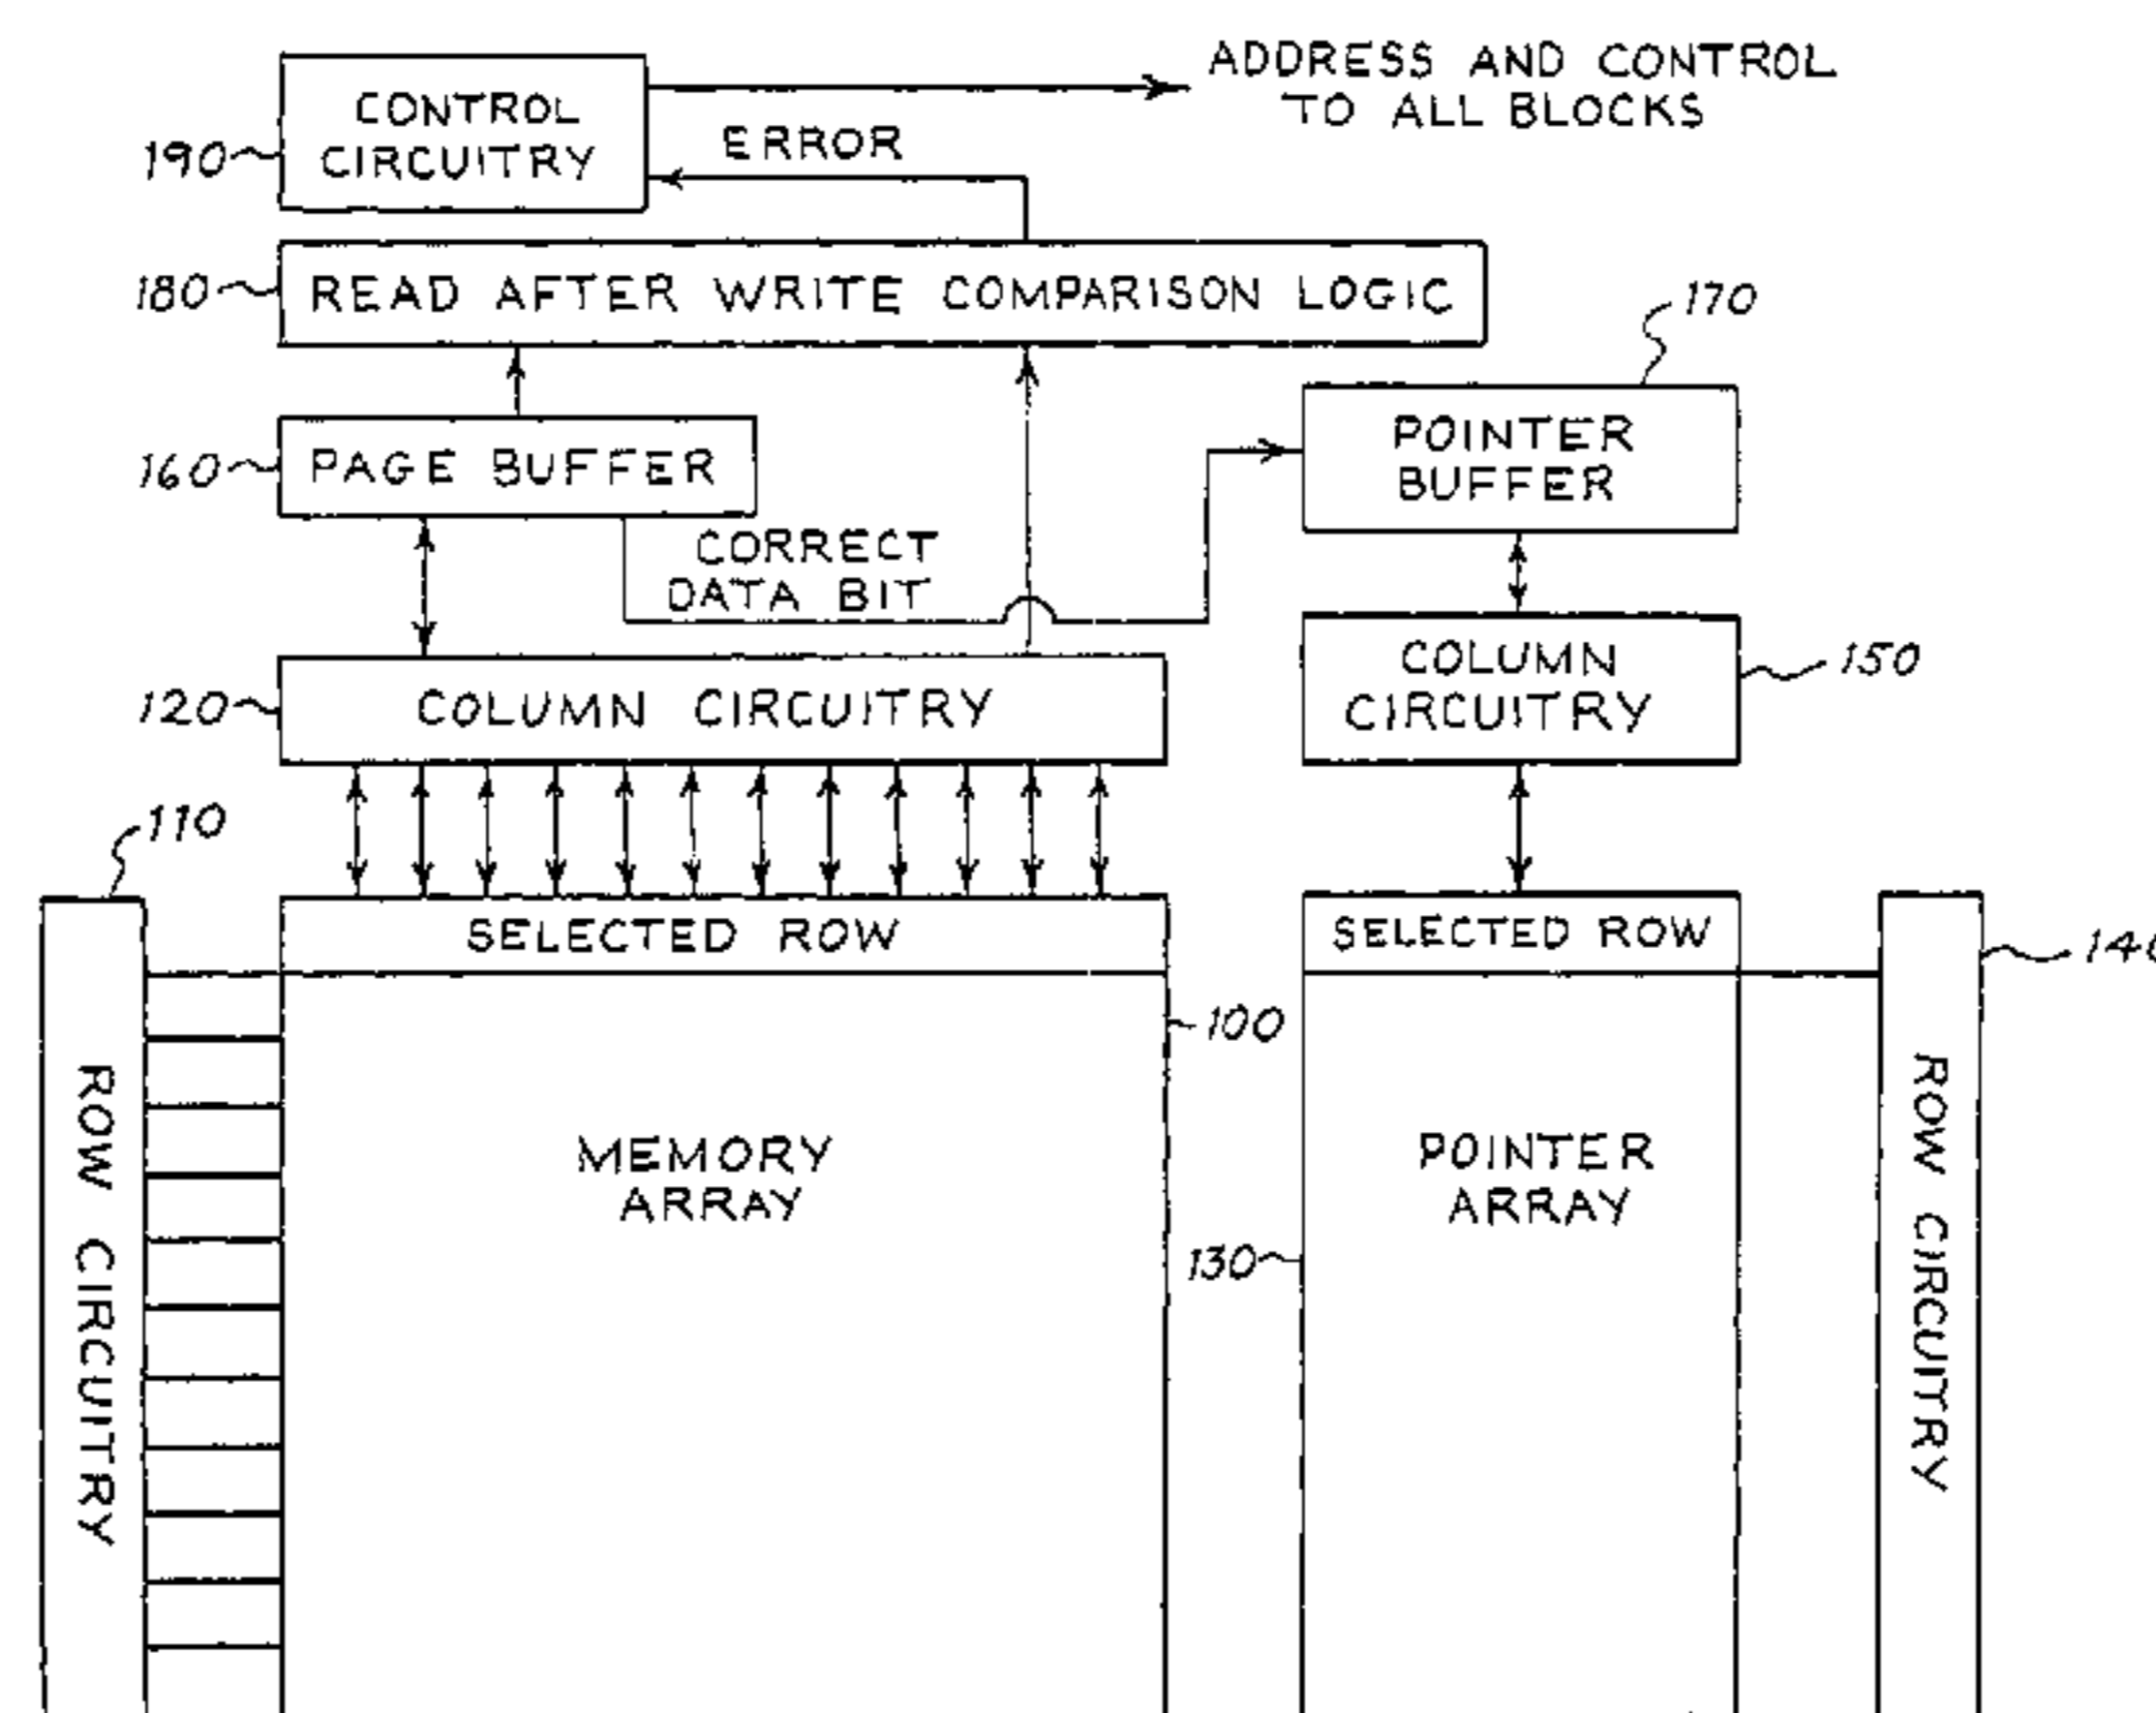 ADDRESS AND CONTROL
TO ALL BLOCKS
CONTROL
CIRCUITRY
190
ERROR
180
READ AFTER WRITE COMPARISON LOGIC
170
POINTER
BUFFER
160
PAGE BUFFER
CORRECT
DATA BIT
120
COLUMN CIRCUITRY
COLUMN
CIRCUITRY
150
110
SELECTED ROW
SELECTED ROW
100
ROW CIRCUITRY
MEMORY
ARRAY
POINTER
ARRAY
130
ROW CIRCUITRY